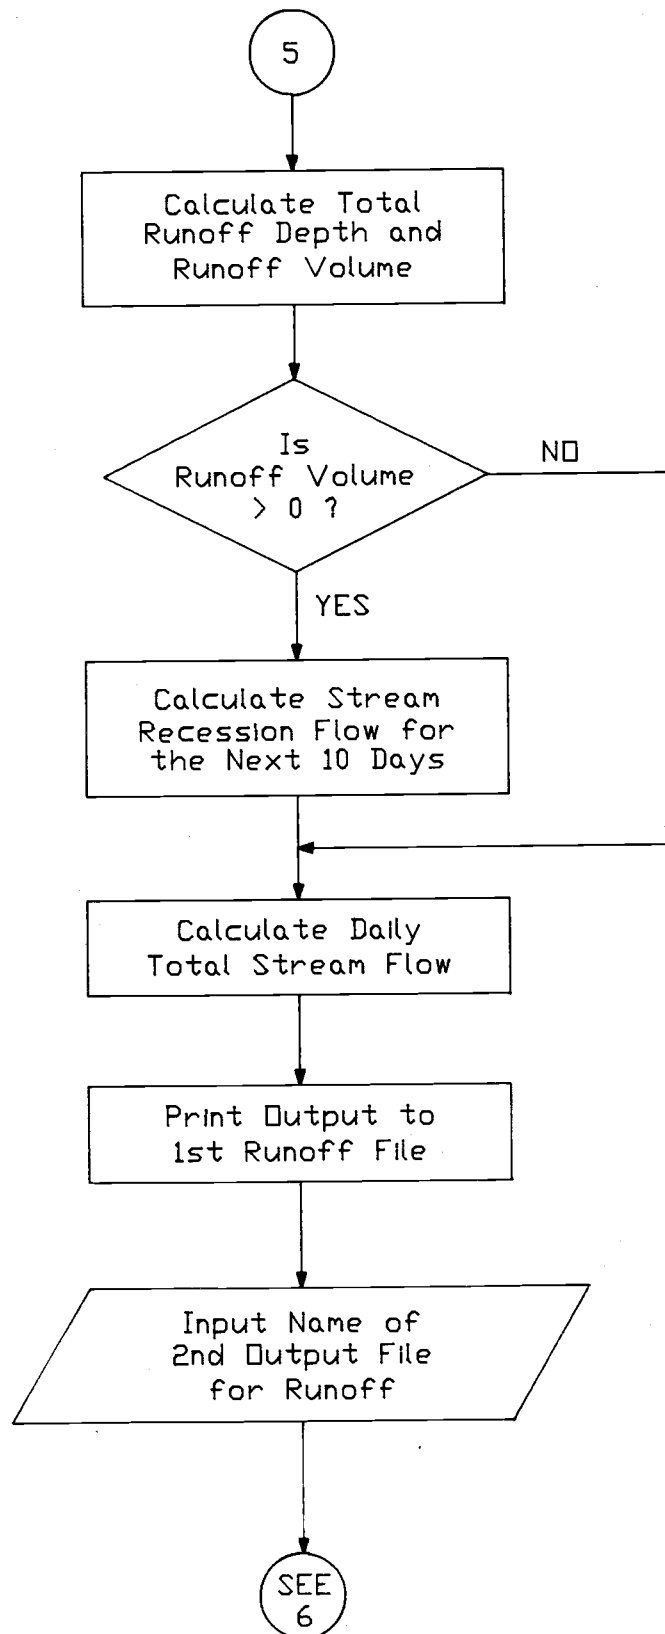 5
Calculate Total
Runoff Depth and
Runoff Volume
Is
Runoff Volume
> 0 ?
NO
YES
Calculate Stream
Recession Flow for
the Next 10 Days
Calculate Daily
Total Stream Flow
Print Output to
1st Runoff File
Input Name of
2nd Output File
for Runoff
SEE
6